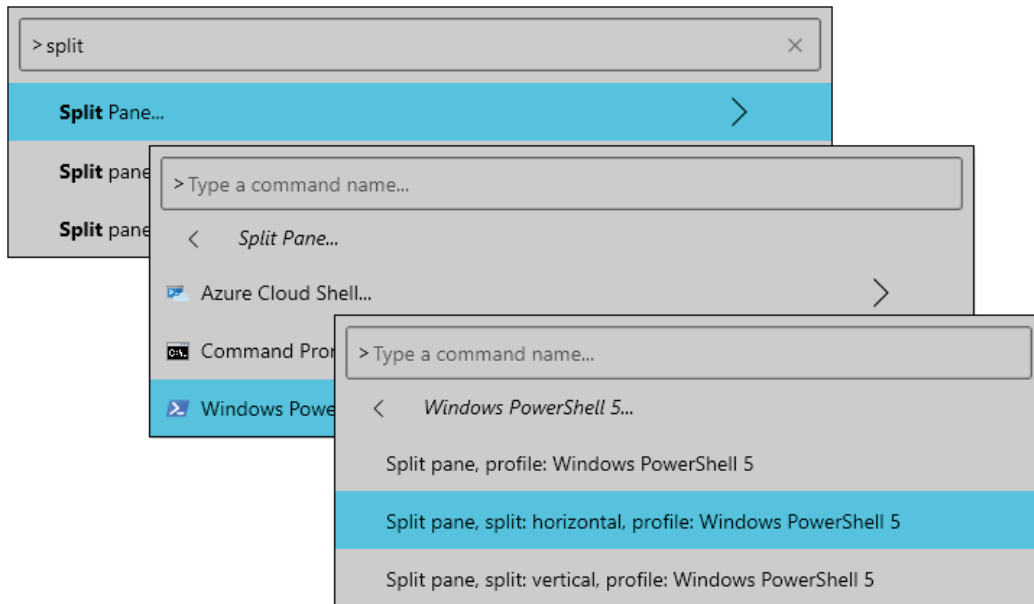 >split
Split Pane...
Split pane
Split pane
>Type a command name...
Split Pane...
Azure Cloud Shell...
Command
Windows
>Type a command name...
Windows PowerShell 5...
Split pane, profile: Windows PowerShell 5
Split pane, split: horizontal, profile: Windows PowerShell 5
Split pane, split: vertical, profile: Windows PowerShell 5